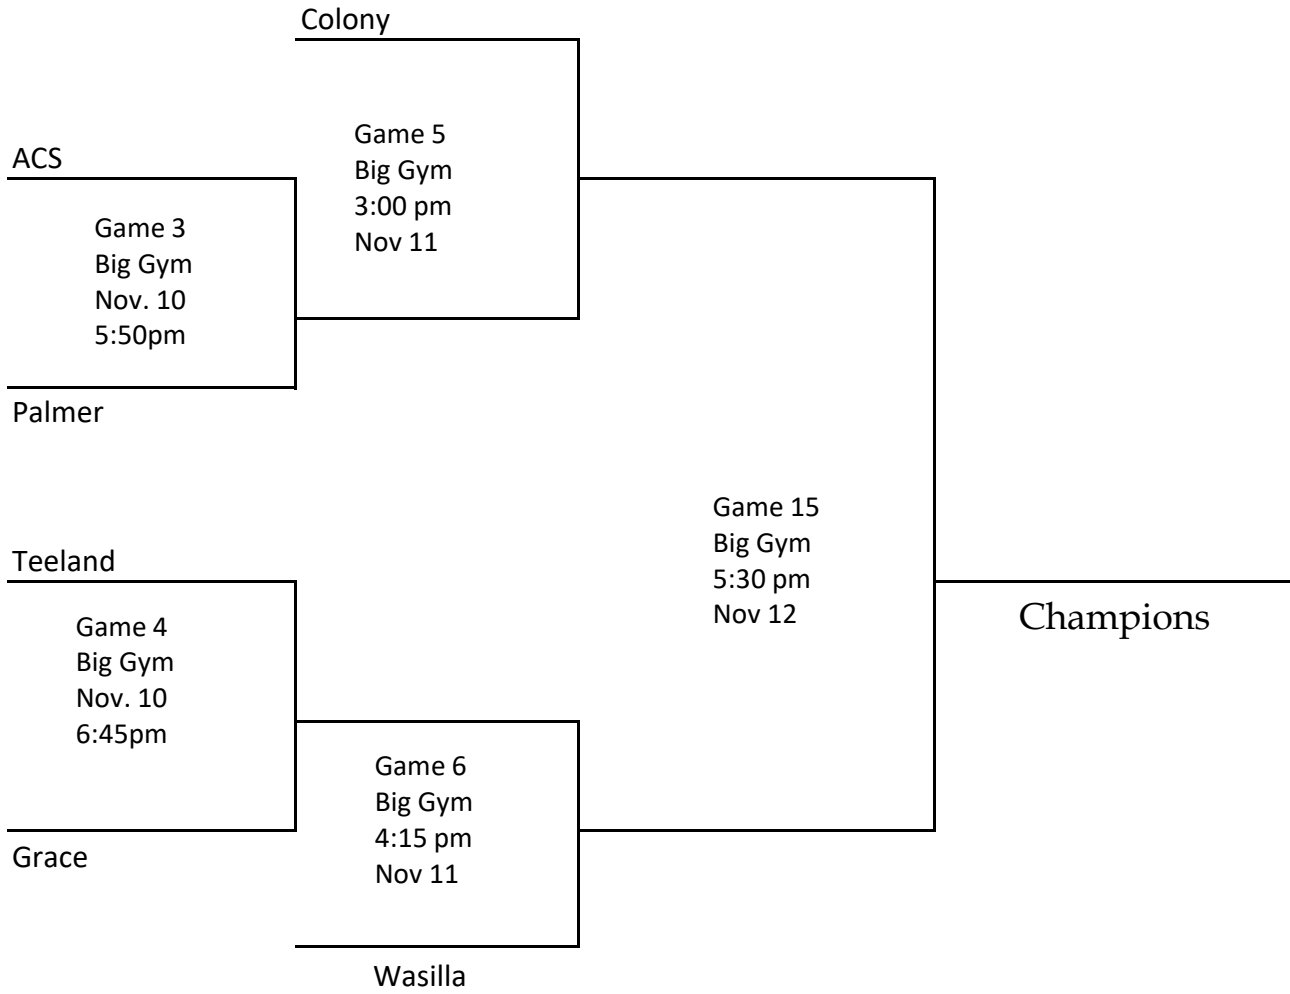 Colony
Game 5
Big Gym
3:00 pm
Nov 11
ACS
Game 3
Big Gym
Nov. 10
5:50pm
Palmer
Game 15
Big Gym
5:30 pm
Nov 12
Champions
Teeland
Game 4
Big Gym
Nov. 10
6:45pm
Grace
Game 6
Big Gym
4:15 pm
Nov 11
Wasilla